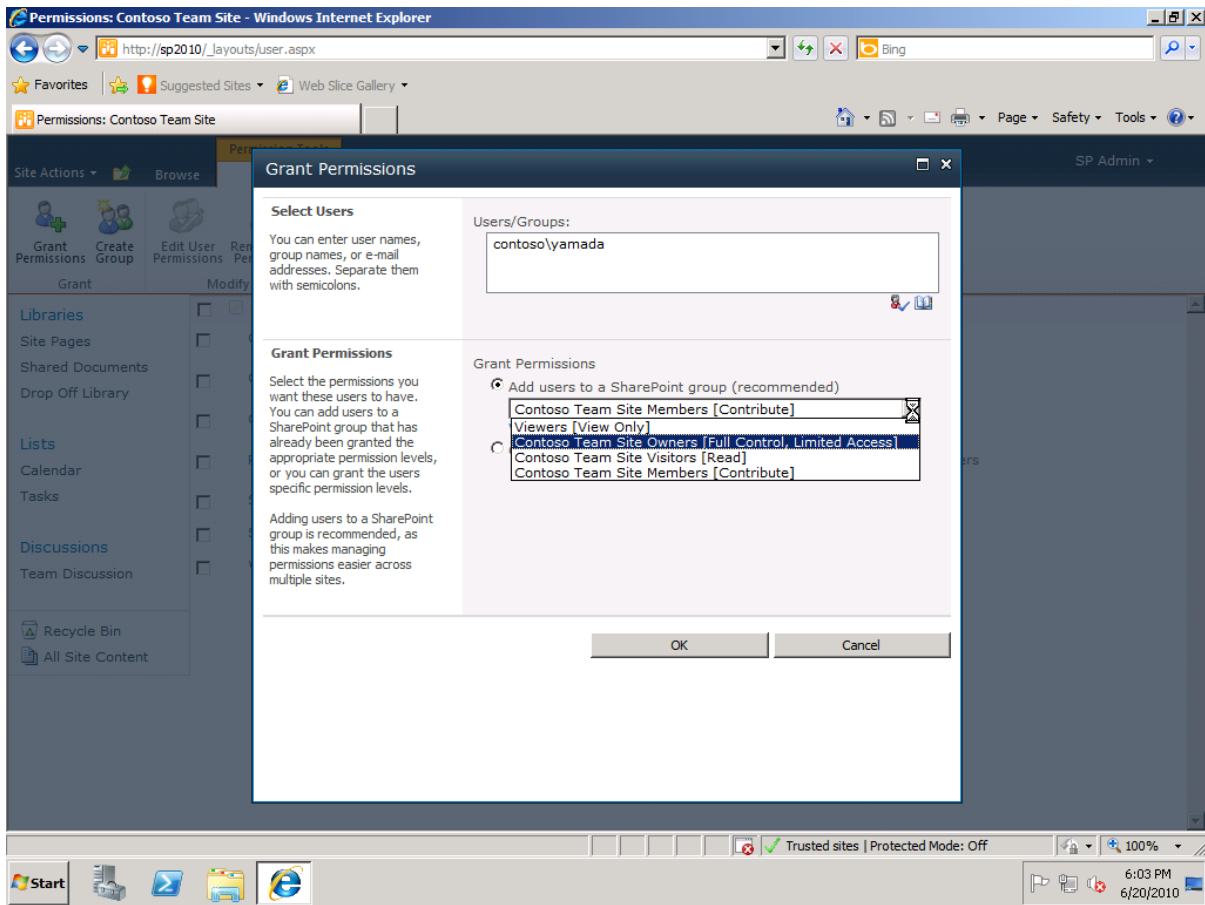 Permissions: Contoso Team Site - Windows Internet Explorer
http://sp2010/_layouts/user.aspx
Bing
Favorites
Suggested Sites
Web Slice Gallery
Permissions: Contoso Team Site
Page
Safety
Tools
Site Actions
Browse
SP Admin
Grant Permissions
Create Group
Edit User Permissions
Grant
Modify
Libraries
Site Pages
Shared Documents
Drop Off Library
Lists
Calendar
Tasks
Discussions
Team Discussion
Recycle Bin
All Site Content
Grant Permissions
Select Users
You can enter user names,
group names, or e-mail
addresses. Separate them
with semicolons.
Users/Groups:
contoso\yamada
Grant Permissions
Select the permissions you
want these users to have.
You can add users to a
SharePoint group that has
already been granted the
appropriate permission levels,
or you can grant the users
specific permission levels.
Adding users to a SharePoint
group is recommended, as
this makes managing
permissions easier across
multiple sites.
Grant Permissions
Add users to a SharePoint group (recommended)
Contoso Team Site Members [Contribute]
Viewers [View Only]
Contoso Team Site Owners [Full Control, Limited Access]
Contoso Team Site Visitors [Read]
Contoso Team Site Members [Contribute]
OK
Cancel
Trusted sites | Protected Mode: Off
100%
Start
6:03 PM
6/20/2010